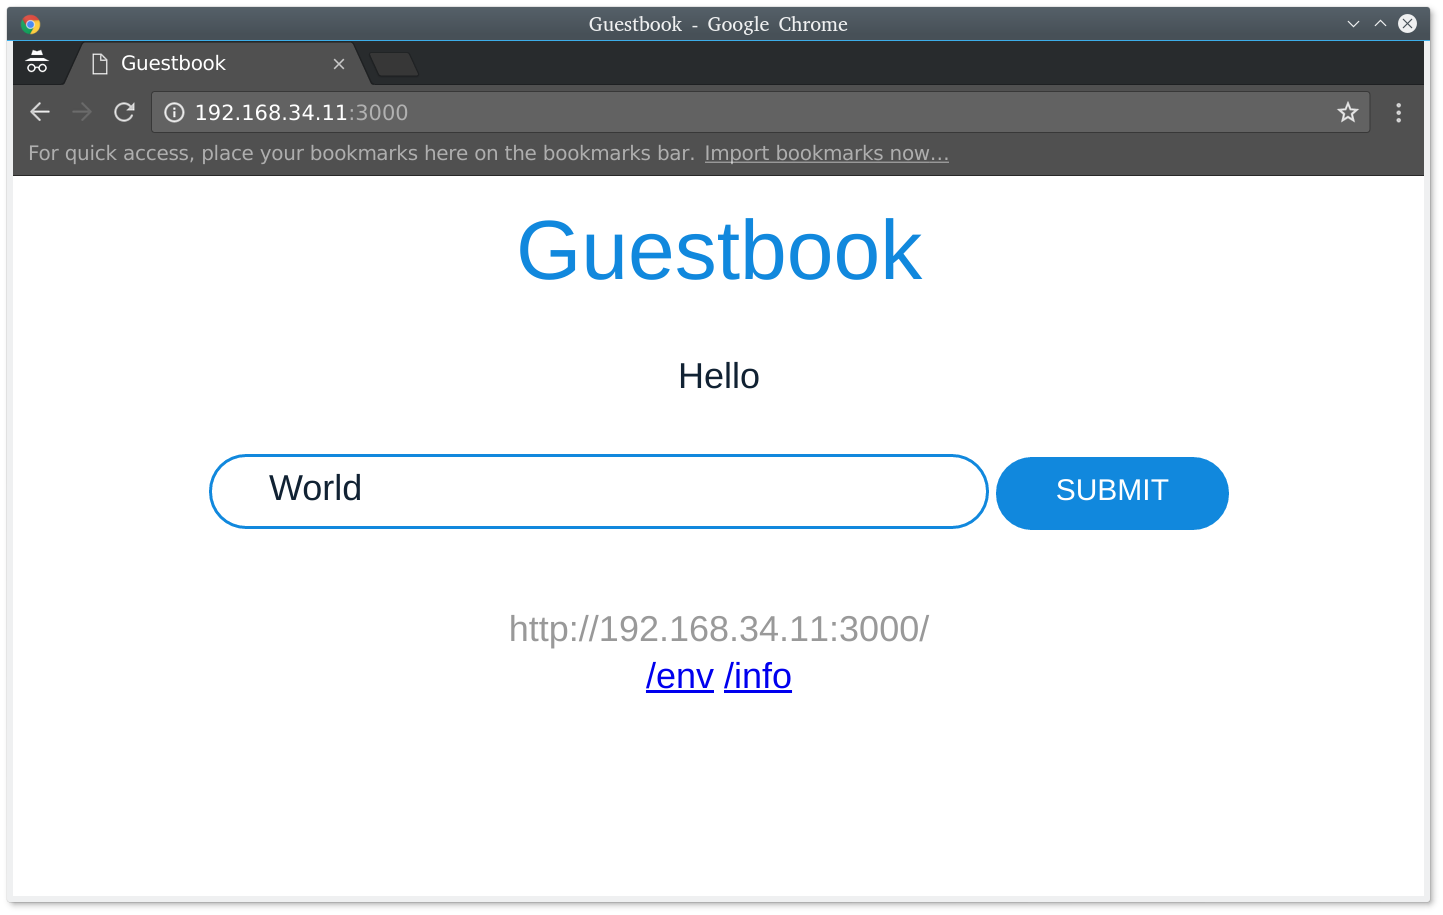 Guestbook - Google Chrome
Guestbook
192.168.34.11:3000
For quick access, place your bookmarks here on the bookmarks bar. Import bookmarks now...
Guestbook
Hello
World
SUBMIT
http://192.168.34.11:3000/
/env /info